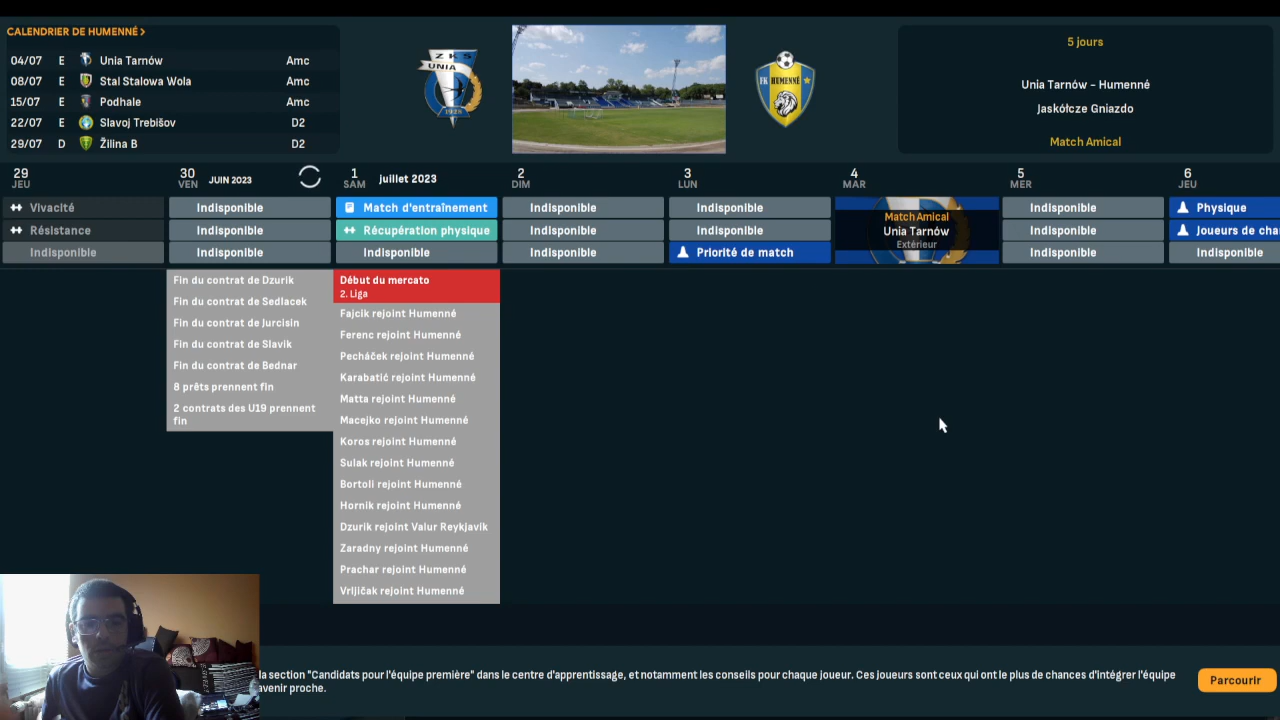 CALENDRIER DE HUMENNÉ >
04/07 E Unia Tarnów Amc
08/07 E Stal Stalowa Wola Amc
15/07 E Podhale Amc
22/07 E Slavoj Trebišov D2
29/07 D Žilina B D2
ZKS
UNIA
1928
FK HUMENNÉ
5 jours
Unia Tarnów - Humenné
Jaskółcze Gniazdo
Match Amical
29 JEU
30 VEN JUIN 2023
1 SAM juillet 2023
2 DIM
3 LUN
4 MAR
5 MER
6 JEU
Vivacité
Résistance
Indisponible
Indisponible
Indisponible
Indisponible
Match d'entraînement
Récupération physique
Indisponible
Indisponible
Indisponible
Indisponible
Indisponible
Indisponible
Priorité de match
Match Amical
Unia Tarnów
Extérieur
Indisponible
Indisponible
Indisponible
Physique
Joueurs de cha
Indisponible
Fin du contrat de Dzurik
Fin du contrat de Sedlacek
Fin du contrat de Jurcisin
Fin du contrat de Slavik
Fin du contrat de Bednar
8 prêts prennent fin
2 contrats des U19 prennent
fin
Début du mercato
2. Liga
Fajcik rejoint Humenné
Ferenc rejoint Humenné
Pecháček rejoint Humenné
Karabatić rejoint Humenné
Matta rejoint Humenné
Macejko rejoint Humenné
Koros rejoint Humenné
Sulak rejoint Humenné
Bortoli rejoint Humenné
Hornik rejoint Humenné
Dzurik rejoint Valur Reykjavík
Zaradny rejoint Humenné
Prachar rejoint Humenné
Vrljičak rejoint Humenné
la section "Candidats pour l'équipe première" dans le centre d'apprentissage, et notamment les conseils pour chaque joueur. Ces joueurs sont ceux qui ont le plus de chances d'intégrer l'équipe
avenir proche.
Parcourir